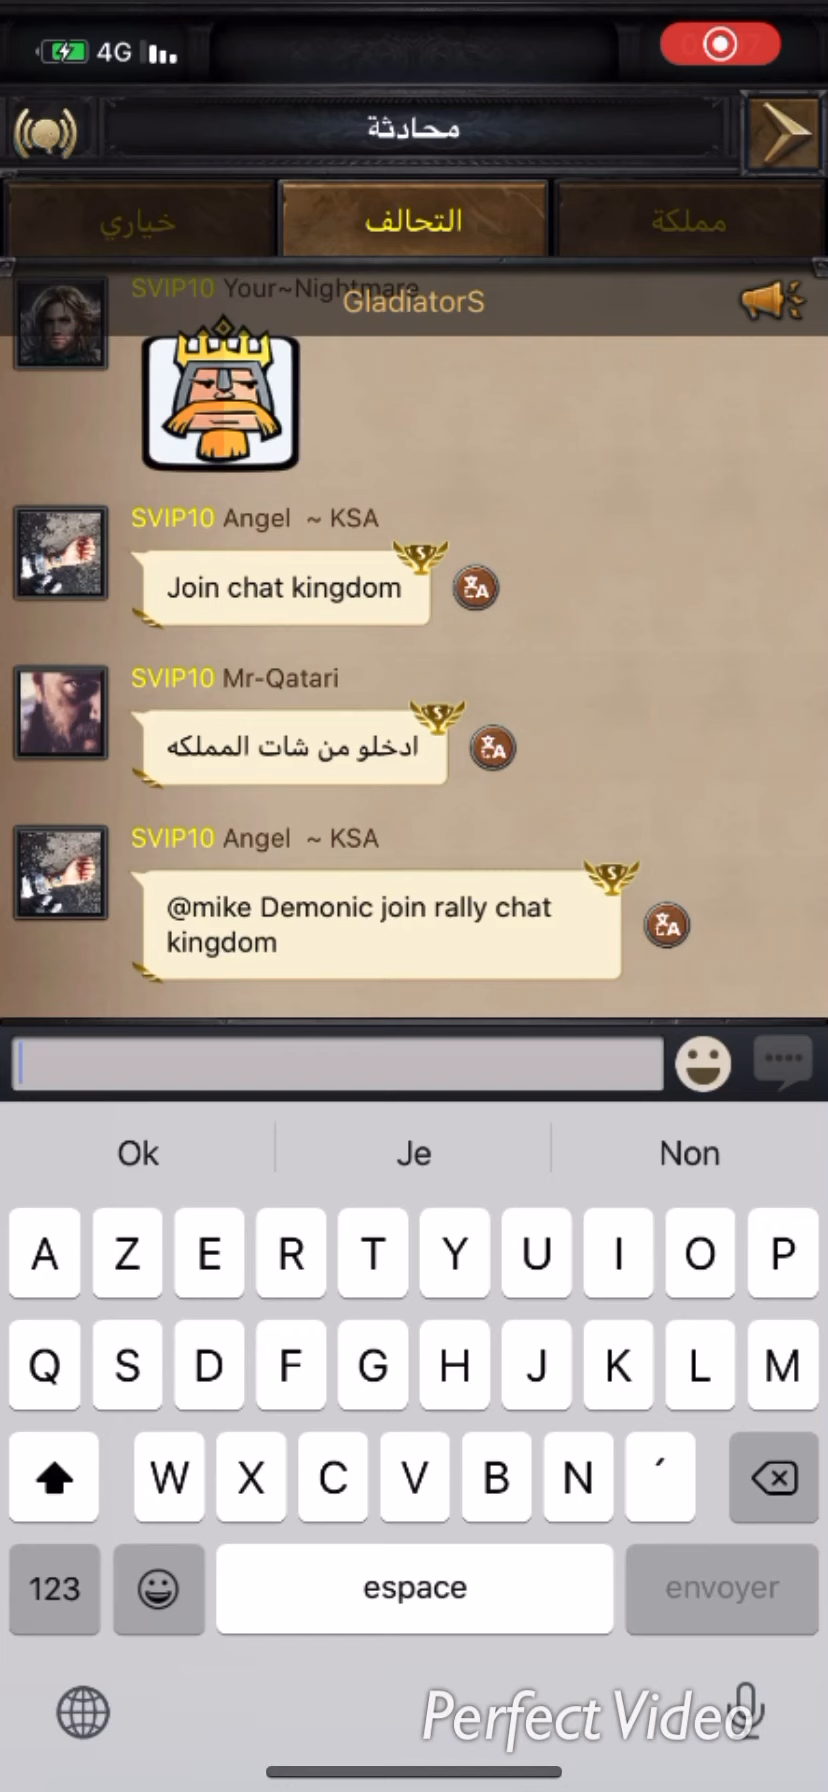 4G
محادثة
خياري
التحالف
مملكة
SVIP10 Your~Nightmare
GladiatorS
SVIP10 Angel ~ KSA
Join chat kingdom
SVIP10 Mr-Qatari
ادخلو من شات المملكه
SVIP10 Angel ~ KSA
@mike Demonic join rally chat
kingdom
Ok Je Non
A Z E R T Y U I O P
Q S D F G H J K L M
W X C V B N ´
123 espace envoyer
Perfect Video